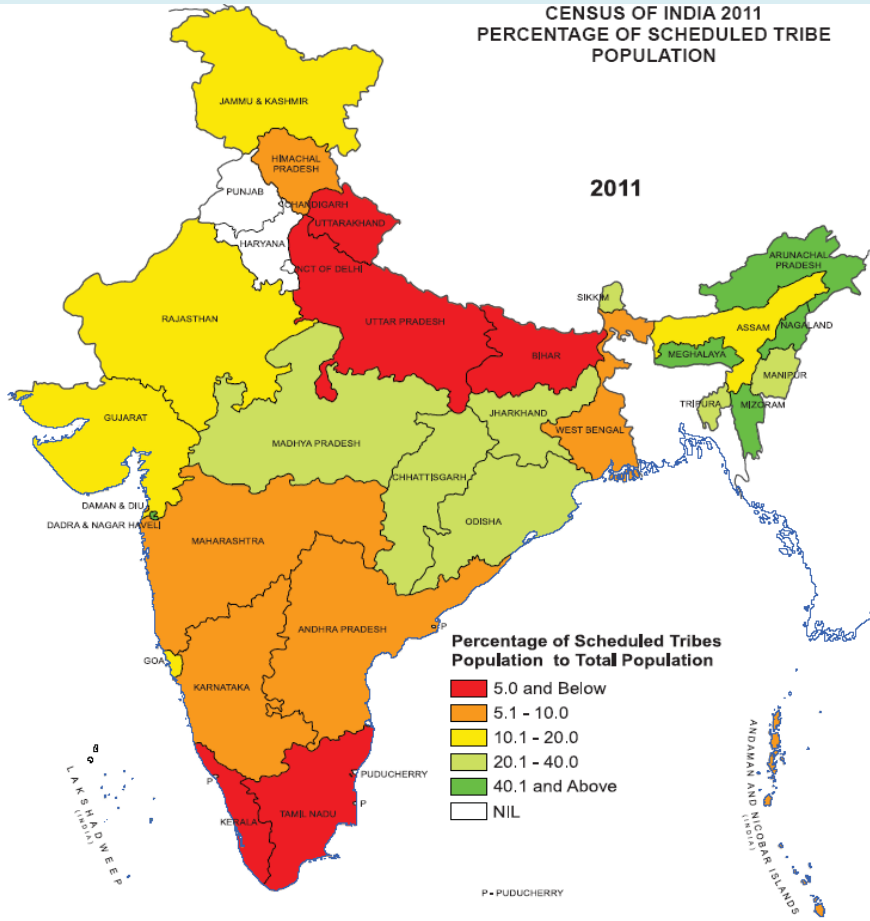 CENSUS OF INDIA 2011
PERCENTAGE OF SCHEDULED TRIBE
POPULATION
2011
JAMMU & KASHMIR
HIMACHAL
PRADESH
PUNJAB
CHANDIGARH
UTTARAKHAND
HARYANA
NCT OF DELHI
RAJASTHAN
UTTAR PRADESH
BIHAR
SIKKIM
ARUNACHAL
PRADESH
ASSAM
NAGALAND
MEGHALAYA
MANIPUR
TRIPURA
MIZORAM
GUJARAT
MADHYA PRADESH
JHARKHAND
WEST BENGAL
CHHATTISGARH
ODISHA
DAMAN & DIU
DADRA & NAGAR HAVELI
MAHARASHTRA
ANDHRA PRADESH
P
GOA
KARNATAKA
Percentage of Scheduled Tribes
Population to Total Population
5.0 and Below
5.1 - 10.0
10.1 - 20.0
20.1 - 40.0
40.1 and Above
NIL
PUDUCHERRY
P
P
KERALA
TAMIL NADU
LAKSHADWEEP
(INDIA)
ANDAMAN AND NICOBAR ISLANDS
(INDIA)
P - PUDUCHERRY